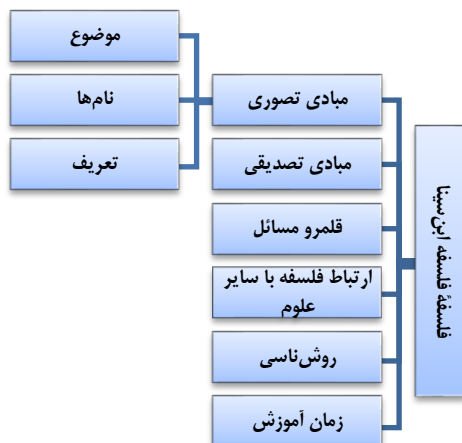 فلسفهٔ فلسفه ابن‌سینا
مبادی تصوری
موضوع
نام‌ها
تعریف
مبادی تصدیقی
قلمرو مسائل
ارتباط فلسفه با سایر
علوم
روش‌ناسی
زمان آموزش